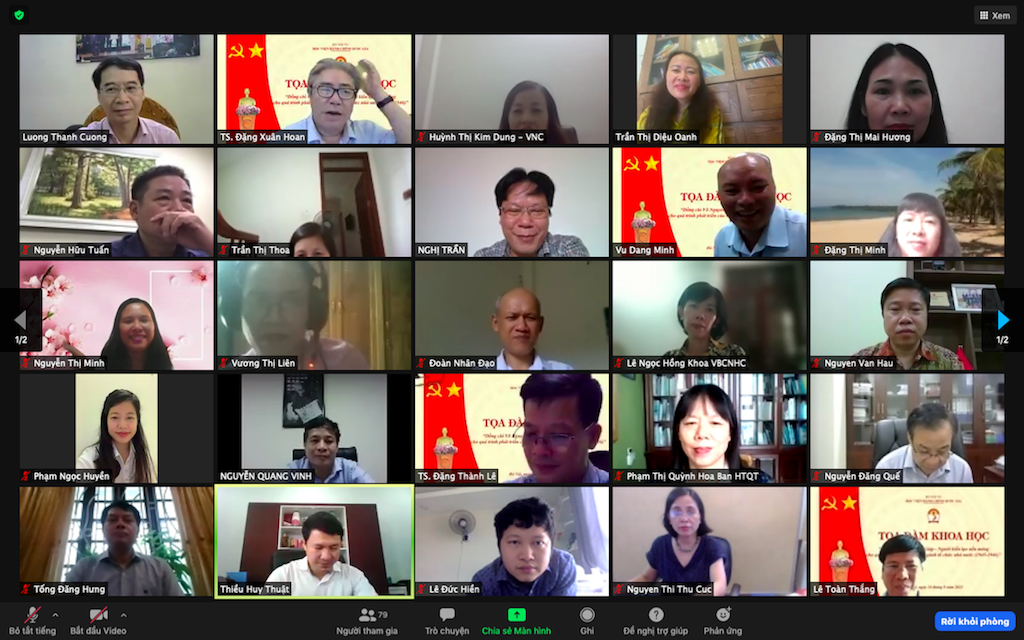 Xem
Luong Thanh Cuong
TỌA
HỌC
TS. Đặng Xuân Hoan
Huỳnh Thị Kim Dung – VNC
Trần Thị Diệu Oanh
Đặng Thị Mai Hương
Nguyễn Hữu Tuấn
Trần Thị Thoa
NGHỊ TRẦN
TỌA ĐÀ
HỌC
Vu Dang Minh
Đặng Thị Minh
1/2
1/2
Nguyễn Thị Minh
Vương Thị Liên
Đoàn Nhân Đạo
Lê Ngọc Hồng Khoa VBCNHC
Nguyen Van Hau
Phạm Ngọc Huyền
NGUYỄN QUANG VINH
TỌA ĐÀ
TS. Đặng Thành Lê
Phạm Thị Quỳnh Hoa Ban HTQT
Nguyễn Đăng Quế
Tống Đăng Hưng
Thiều Huy Thuật
Lê Đức Hiền
Nguyen Thi Thu Cuc
TỌA ĐÀM KHOA HỌC
Lê Toàn Thắng
Bỏ tắt tiếng
Bắt đầu Video
79
Người tham gia
Trò chuyện
Chia sẻ Màn hình
Ghi
Đề nghị trợ giúp
Phản ứng
Rời khỏi phòng